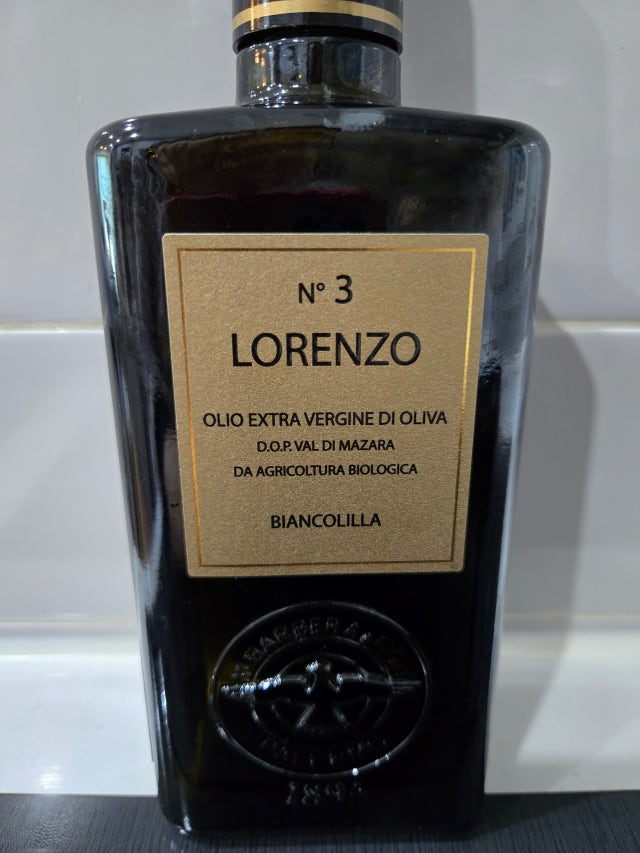 N° 3
LORENZO
OLIO EXTRA VERGINE DI OLIVA
D.O.P. VAL DI MAZARA
DA AGRICOLTURA BIOLOGICA
BIANCOLILLA